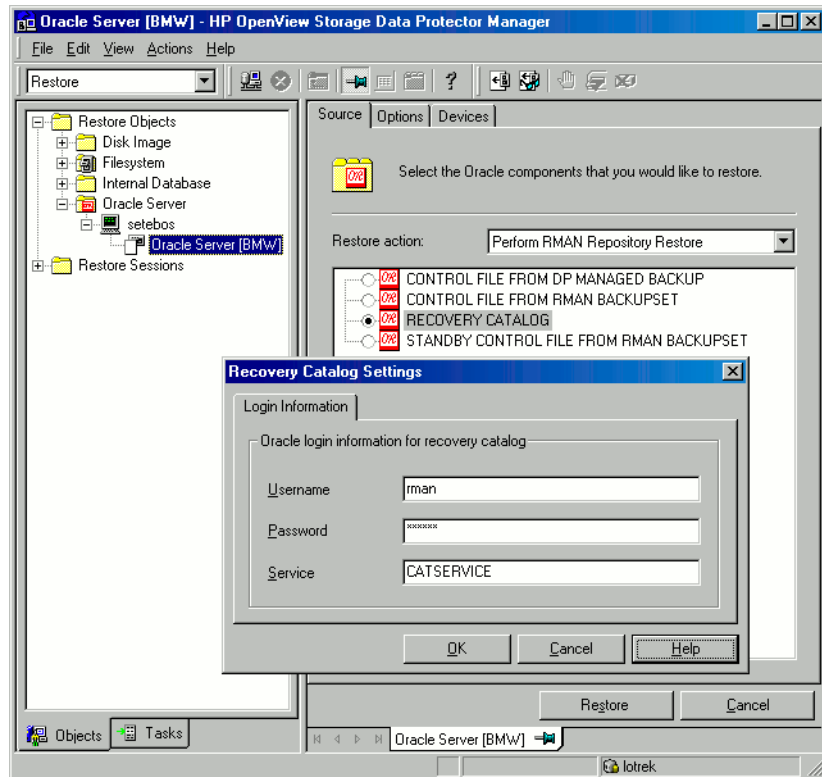 Oracle Server [BMW] - HP OpenView Storage Data Protector Manager
File Edit View Actions Help
Restore
Source Options Devices
Restore Objects
Disk Image
Filesystem
Internal Database
Oracle Server
setebos
Oracle Server [BMW]
Restore Sessions
Select the Oracle components that you would like to restore.
Restore action: Perform RMAN Repository Restore
CONTROL FILE FROM DP MANAGED BACKUP
CONTROL FILE FROM RMAN BACKUPSET
RECOVERY CATALOG
STANDBY CONTROL FILE FROM RMAN BACKUPSET
Recovery Catalog Settings
Login Information
Oracle login information for recovery catalog
Username rman
Password ******
Service CATSERVICE
OK Cancel Help
Restore Cancel
Objects Tasks
Oracle Server [BMW]
lotrek